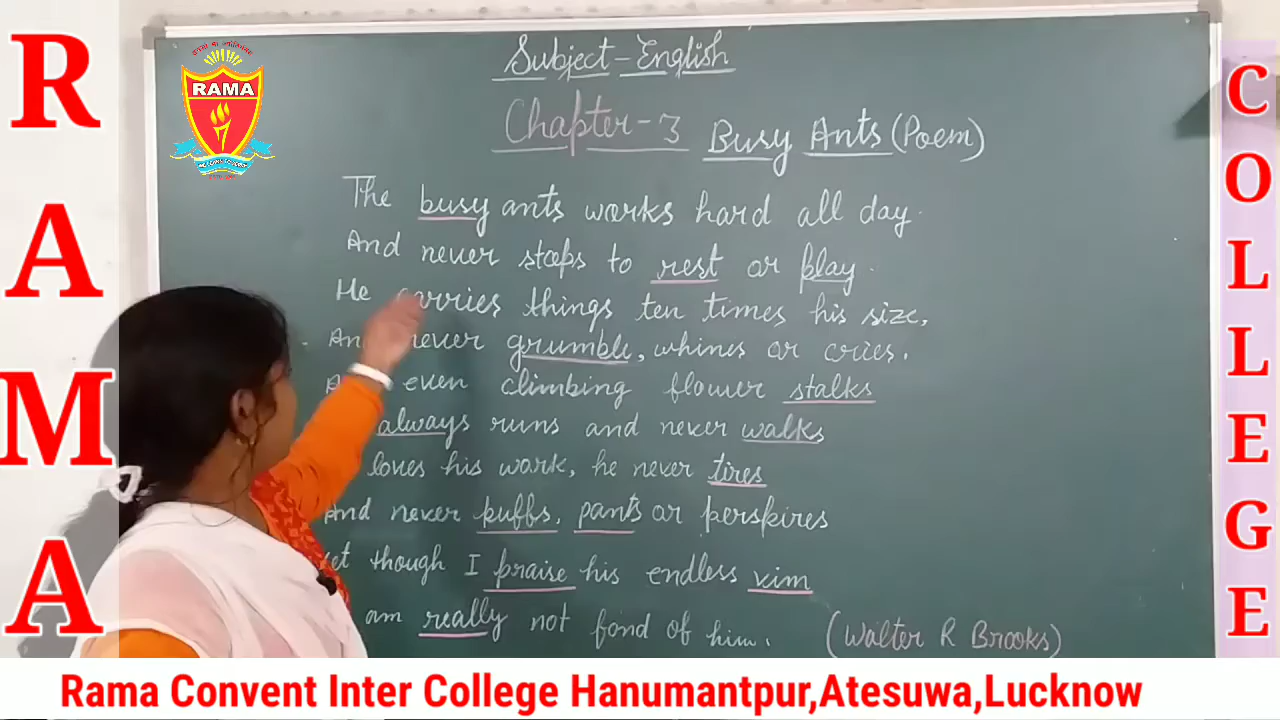 RAMA
COLLEGE
RAMA
Subject - English
Chapter - 3 Busy Ants (Poem)
The busy ants works hard all day.
And never stops to rest or play.
He carries things ten times his size,
And never grumble, whines or cries.
even climbing flower stalks
always runs and never walks
loves his work, he never tires
And never puffs, pants or perspires
though I praise his endless vim
am really not fond of him.
(Walter R Brooks)
Rama Convent Inter College Hanumantpur,Atesuwa,Lucknow